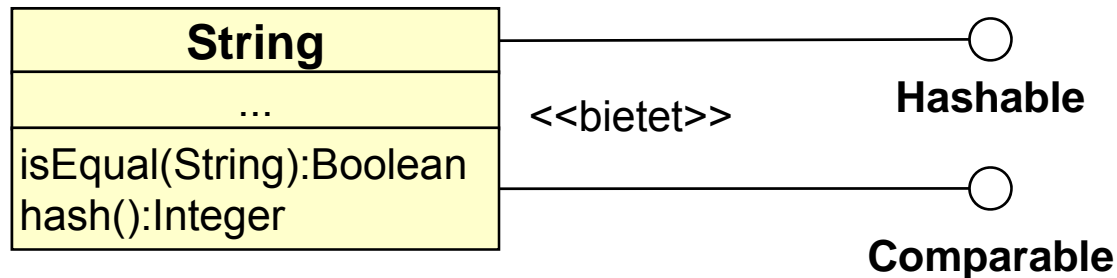 String
...
isEqual(String):Boolean
hash():Integer
<<bietet>>
Hashable
Comparable